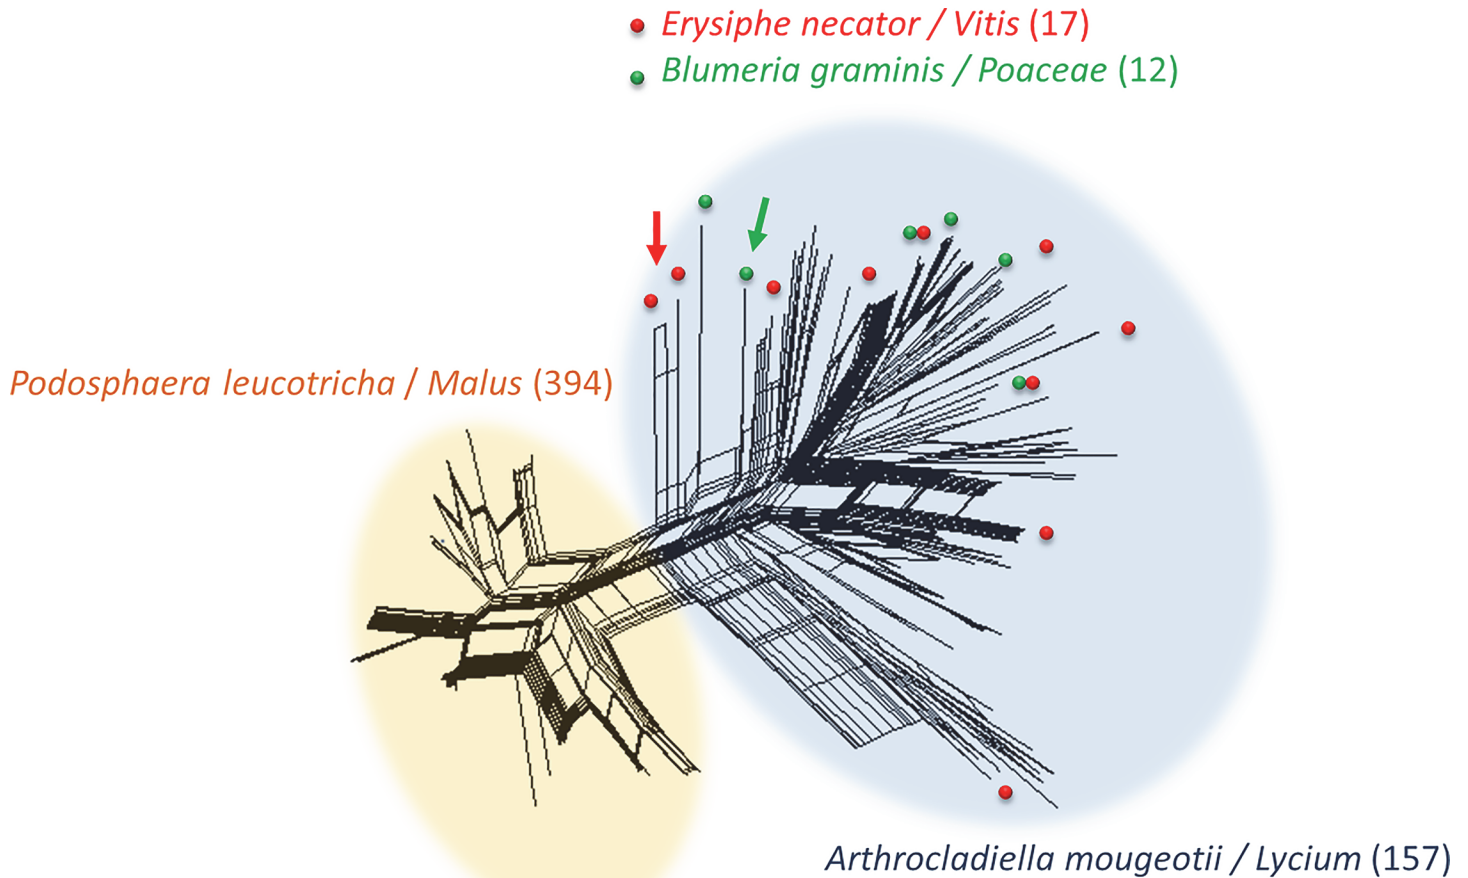 Erysiphe necator / Vitis (17)
Blumeria graminis / Poaceae (12)
Podosphaera leucotricha / Malus (394)
Arthrocladiella mougeotii / Lycium (157)